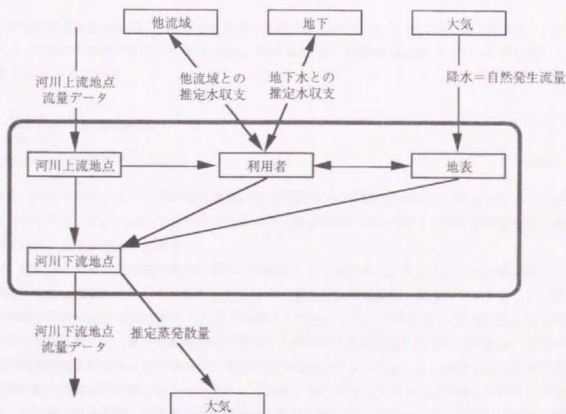 他流域
地下
大気
河川上流地点
流量データ
他流域との
推定水収支
地下水との
推定水収支
降水＝自然発生流量
河川上流地点
利用者
地表
河川下流地点
河川下流地点
流量データ
推定蒸発散量
大気